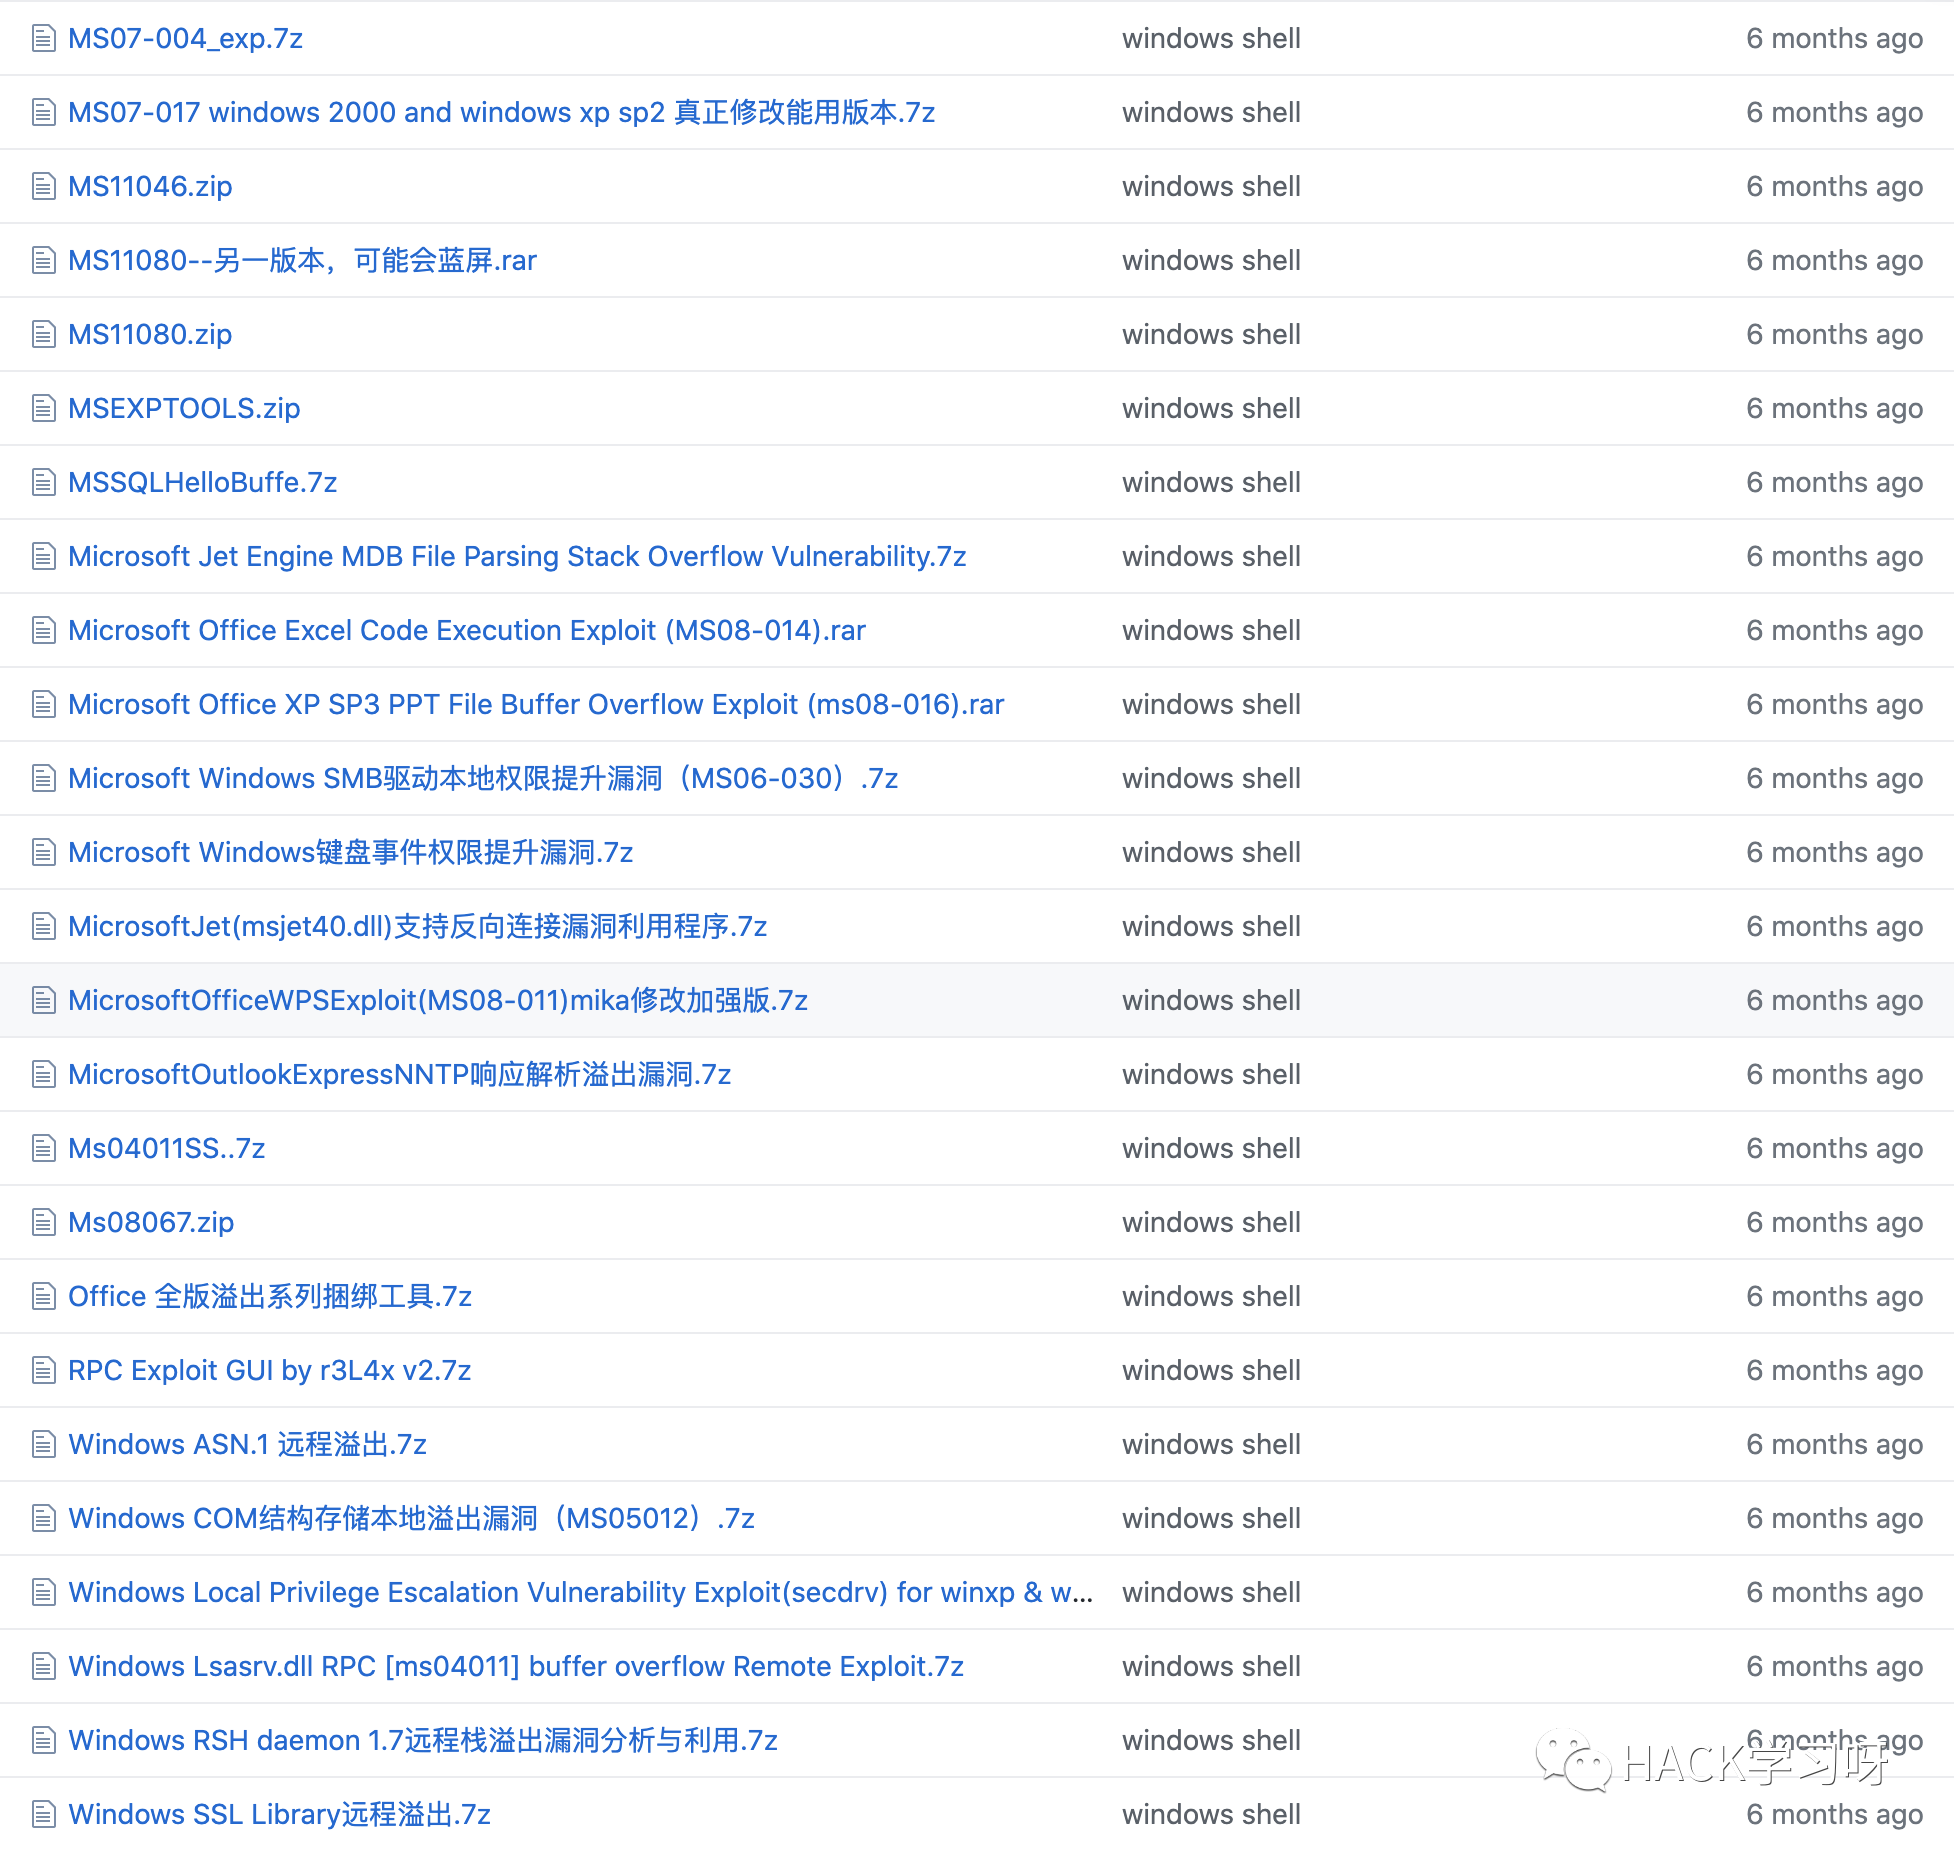 MS07-004_exp.7z windows shell 6 months ago
MS07-017 windows 2000 and windows xp sp2 真正修改能用版本.7z windows shell 6 months ago
MS11046.zip windows shell 6 months ago
MS11080--另一版本，可能会蓝屏.rar windows shell 6 months ago
MS11080.zip windows shell 6 months ago
MSEXPTOOLS.zip windows shell 6 months ago
MSSQLHelloBuffe.7z windows shell 6 months ago
Microsoft Jet Engine MDB File Parsing Stack Overflow Vulnerability.7z windows shell 6 months ago
Microsoft Office Excel Code Execution Exploit (MS08-014).rar windows shell 6 months ago
Microsoft Office XP SP3 PPT File Buffer Overflow Exploit (ms08-016).rar windows shell 6 months ago
Microsoft Windows SMB驱动本地权限提升漏洞（MS06-030）.7z windows shell 6 months ago
Microsoft Windows键盘事件权限提升漏洞.7z windows shell 6 months ago
MicrosoftJet(msjet40.dll)支持反向连接漏洞利用程序.7z windows shell 6 months ago
MicrosoftOfficeWPSExploit(MS08-011)mika修改加强版.7z windows shell 6 months ago
MicrosoftOutlookExpressNNTP响应解析溢出漏洞.7z windows shell 6 months ago
Ms04011SS..7z windows shell 6 months ago
Ms08067.zip windows shell 6 months ago
Office 全版溢出系列捆绑工具.7z windows shell 6 months ago
RPC Exploit GUI by r3L4x v2.7z windows shell 6 months ago
Windows ASN.1 远程溢出.7z windows shell 6 months ago
Windows COM结构存储本地溢出漏洞（MS05012）.7z windows shell 6 months ago
Windows Local Privilege Escalation Vulnerability Exploit(secdrv) for winxp & w... windows shell 6 months ago
Windows Lsasrv.dll RPC [ms04011] buffer overflow Remote Exploit.7z windows shell 6 months ago
Windows RSH daemon 1.7远程栈溢出漏洞分析与利用.7z windows shell 6 months ago
HACK学习呀
Windows SSL Library远程溢出.7z windows shell 6 months ago